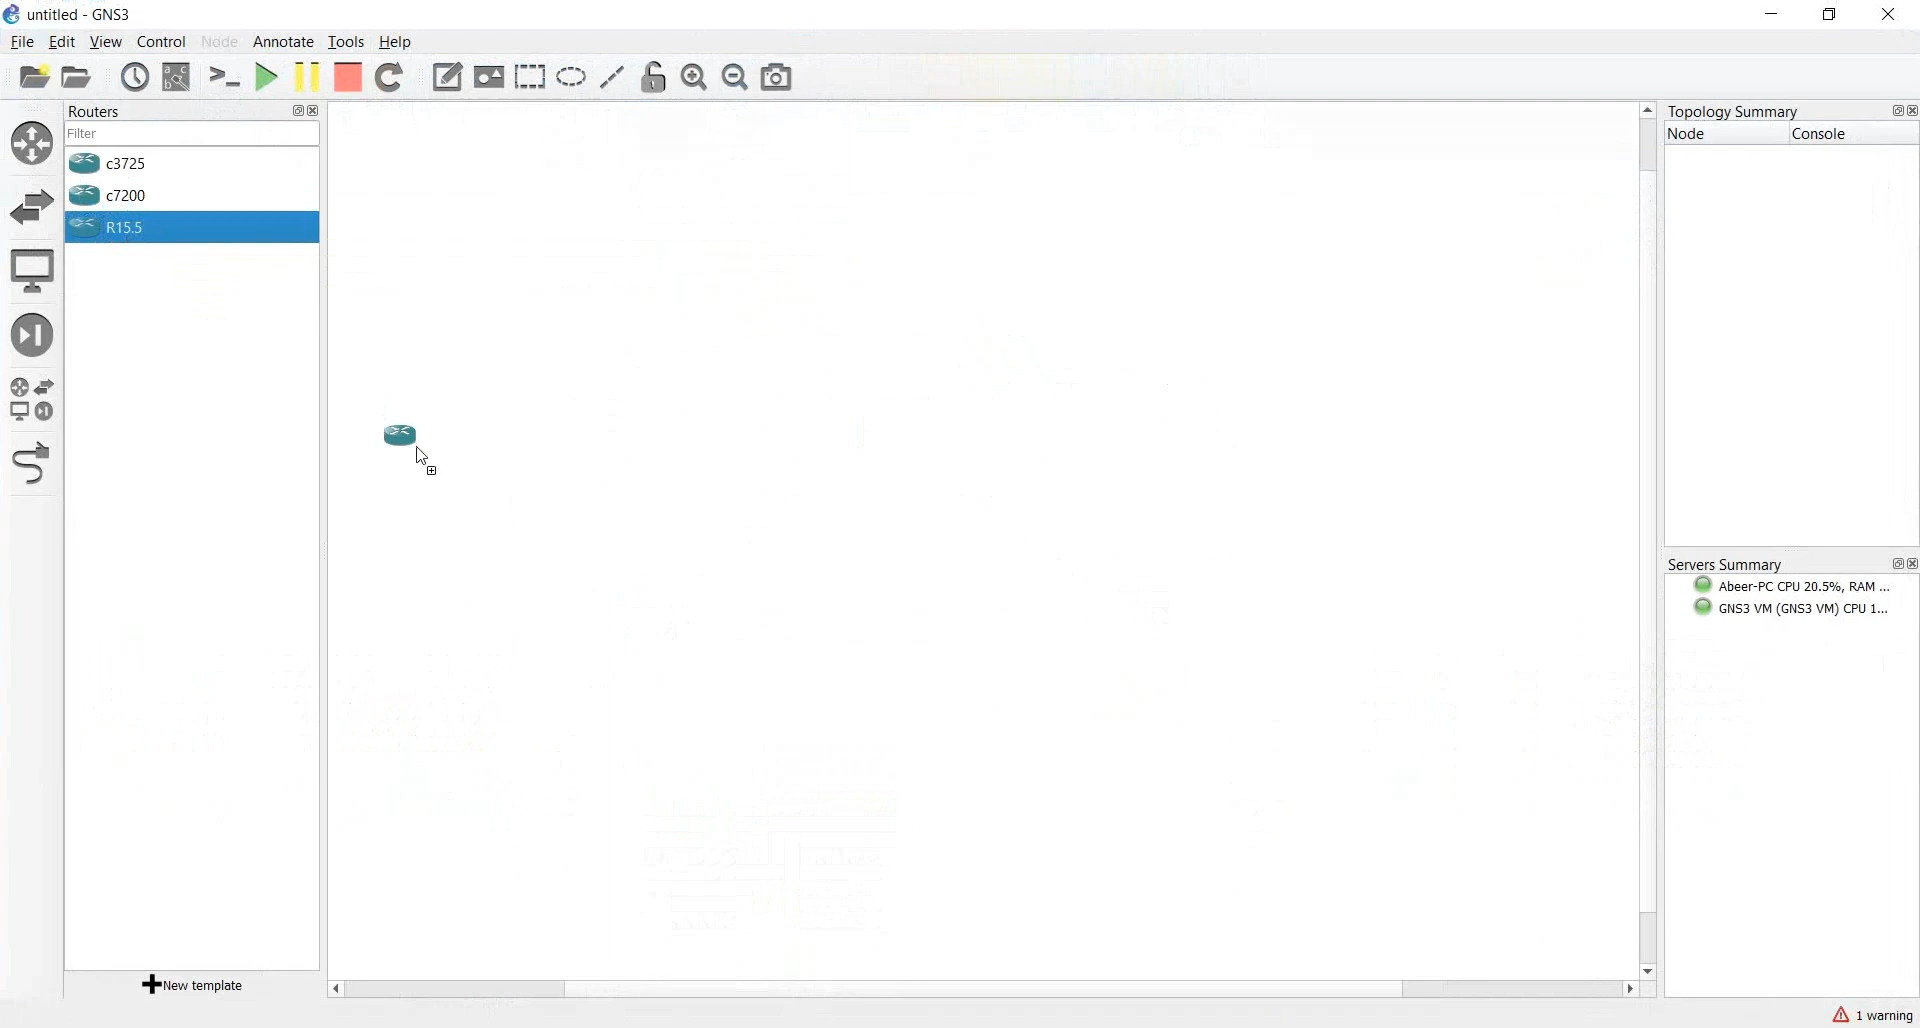 untitled - GNS3
File Edit View Control Node Annotate Tools Help
Routers
Filter
c3725
c7200
R15.5
New template
Topology Summary
Node Console
Servers Summary
Abeer-PC CPU 20.5%, RAM ...
GNS3 VM (GNS3 VM) CPU 1...
1 warning